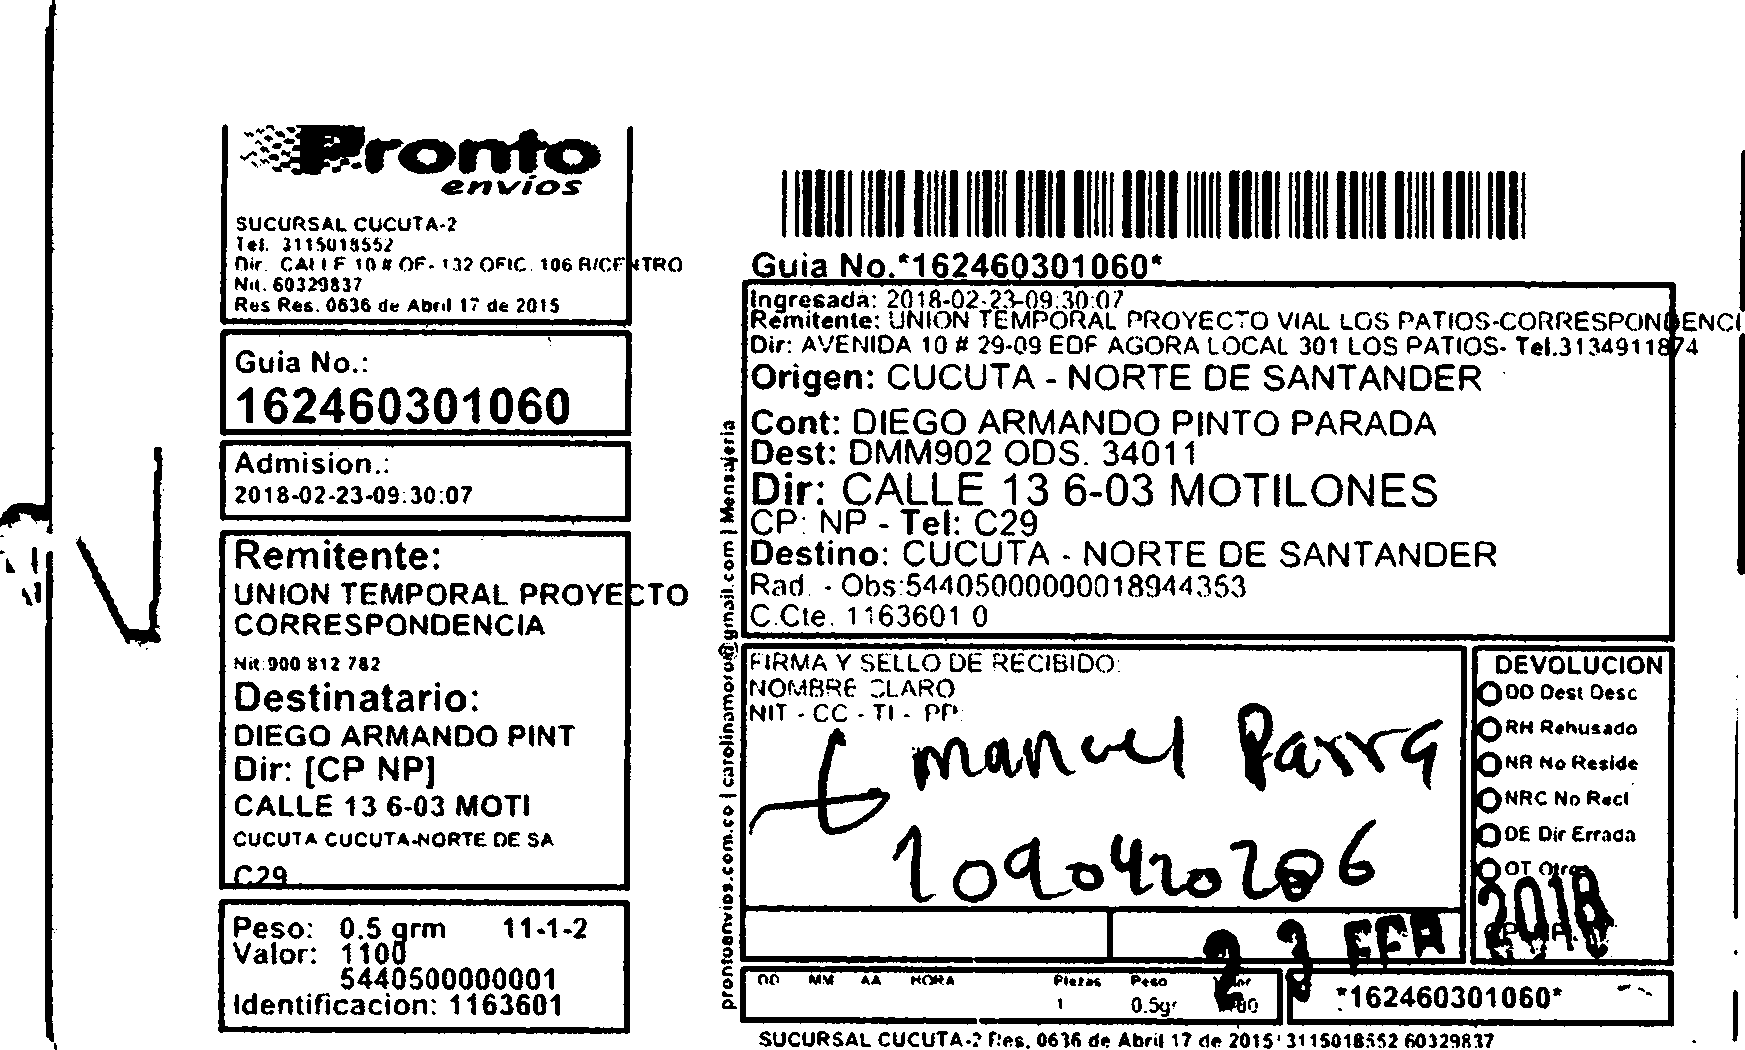 Pronto
envios
SUCURSAL CUCUTA-2
Tel. 3115018552
Dir. CALLE 10 # OF- 132 OFIC. 106 B/CENTRO
Nit. 60329837
Res Res. 0636 de Abril 17 de 2015
Guia No.:
162460301060
Admision.:
2018-02-23-09:30:07
Remitente:
UNION TEMPORAL PROYECTO
CORRESPONDENCIA
Nit:900 812 782
Destinatario:
DIEGO ARMANDO PINT
Dir: [CP NP]
CALLE 13 6-03 MOTI
CUCUTA CUCUTA-NORTE DE SA
C29
Peso: 0.5 grm 11-1-2
Valor: 1100
5440500000001
Identificacion: 1163601
prontoenvios.com.co | carolinamoro@gmail.com | Mensajeria
Guia No.*162460301060*
Ingresada: 2018-02-23-09:30:07
Remitente: UNION TEMPORAL PROYECTO VIAL LOS PATIOS-CORRESPONDENCI
Dir: AVENIDA 10 # 29-09 EDF AGORA LOCAL 301 LOS PATIOS- Tel.3134911874
Origen: CUCUTA - NORTE DE SANTANDER
Cont: DIEGO ARMANDO PINTO PARADA
Dest: DMM902 ODS. 34011
Dir: CALLE 13 6-03 MOTILONES
CP: NP - Tel: C29
Destino: CUCUTA - NORTE DE SANTANDER
Rad. - Obs:54405000000018944353
C.Cte. 1163601 0
FIRMA Y SELLO DE RECIBIDO:
NOMBRE CLARO
NIT - CC - TI - PP:
manuel Parra
1090420206
DEVOLUCION
DD Dest Desc
RH Rehusado
NR No Reside
NRC No Recl
DE Dir Errada
OT Otros
23 FEB 2018
DD MM AA HORA Piezas Peso
1 0.5gr
*162460301060*
SUCURSAL CUCUTA-2 Res. 0636 de Abril 17 de 2015 3115018552 60329837